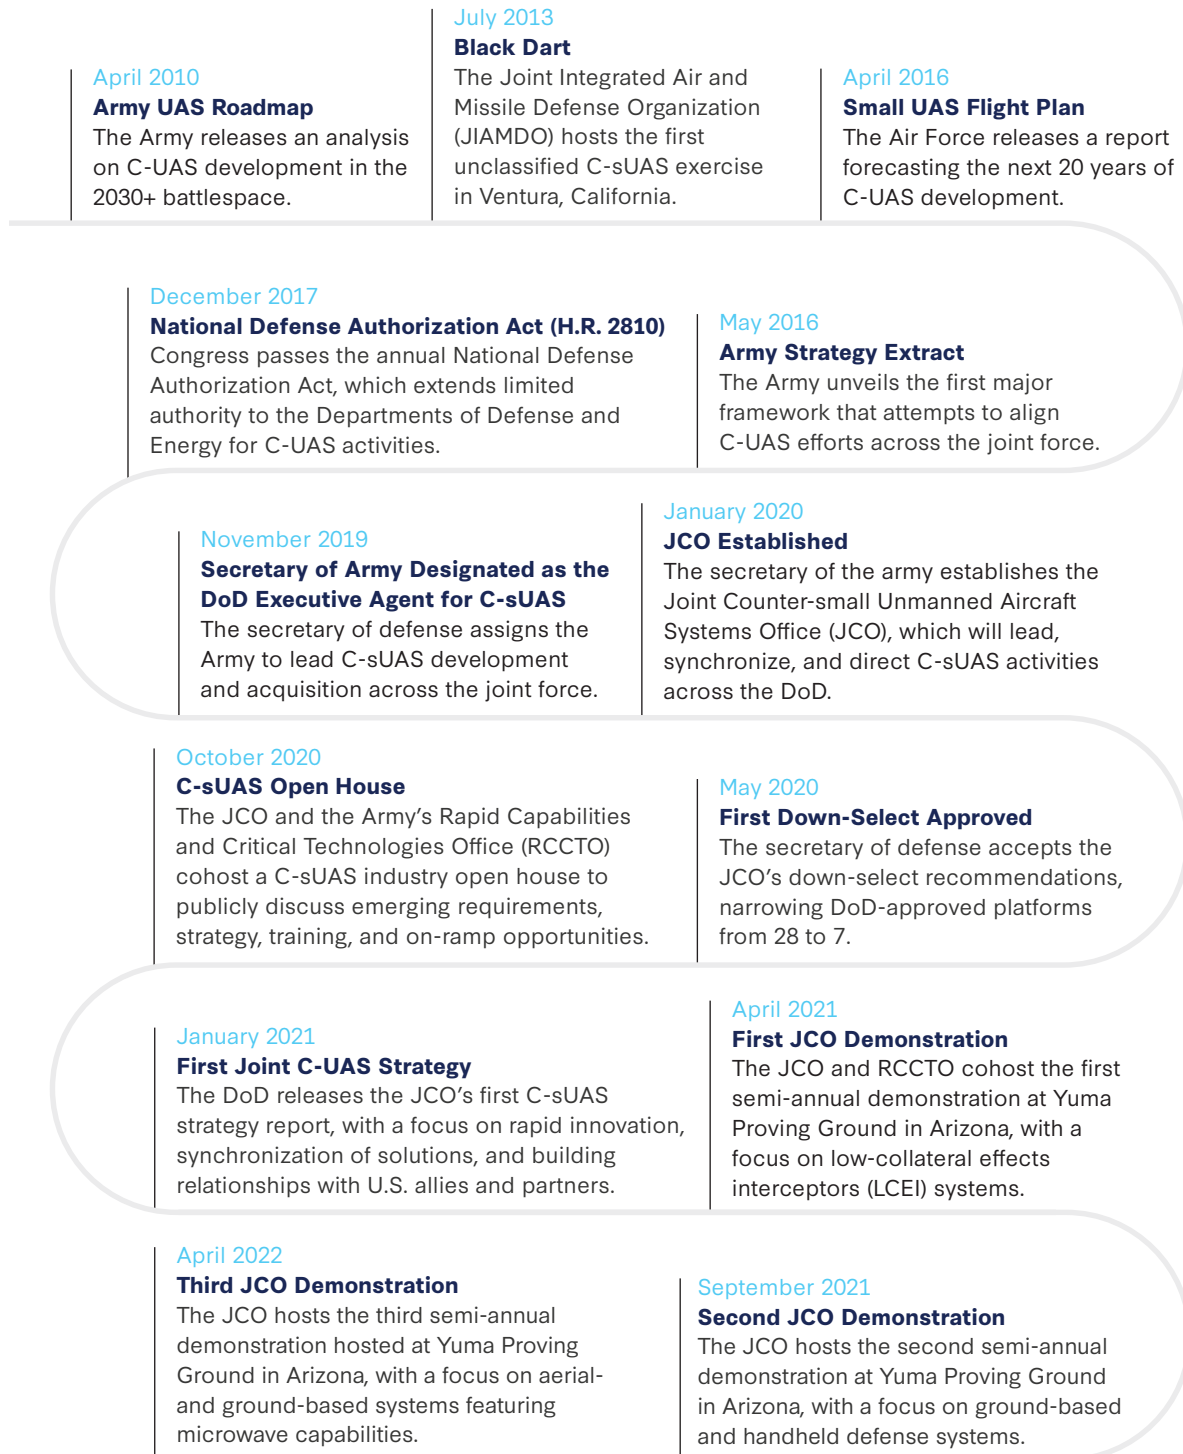 April 2010
Army UAS Roadmap
The Army releases an analysis
on C-UAS development in the
2030+ battlespace.
July 2013
Black Dart
The Joint Integrated Air and
Missile Defense Organization
(JIAMDO) hosts the first
unclassified C-sUAS exercise
in Ventura, California.
April 2016
Small UAS Flight Plan
The Air Force releases a report
forecasting the next 20 years of
C-UAS development.
May 2016
Army Strategy Extract
The Army unveils the first major
framework that attempts to align
C-UAS efforts across the joint force.
December 2017
National Defense Authorization Act (H.R. 2810)
Congress passes the annual National Defense
Authorization Act, which extends limited
authority to the Departments of Defense and
Energy for C-UAS activities.
November 2019
Secretary of Army Designated as the
DoD Executive Agent for C-sUAS
The secretary of defense assigns the
Army to lead C-sUAS development
and acquisition across the joint force.
January 2020
JCO Established
The secretary of the army establishes the
Joint Counter-small Unmanned Aircraft
Systems Office (JCO), which will lead,
synchronize, and direct C-sUAS activities
across the DoD.
May 2020
First Down-Select Approved
The secretary of defense accepts the
JCO’s down-select recommendations,
narrowing DoD-approved platforms
from 28 to 7.
October 2020
C-sUAS Open House
The JCO and the Army’s Rapid Capabilities
and Critical Technologies Office (RCCTO)
cohost a C-sUAS industry open house to
publicly discuss emerging requirements,
strategy, training, and on-ramp opportunities.
January 2021
First Joint C-UAS Strategy
The DoD releases the JCO’s first C-sUAS
strategy report, with a focus on rapid innovation,
synchronization of solutions, and building
relationships with U.S. allies and partners.
April 2021
First JCO Demonstration
The JCO and RCCTO cohost the first
semi-annual demonstration at Yuma
Proving Ground in Arizona, with a
focus on low-collateral effects
interceptors (LCEI) systems.
September 2021
Second JCO Demonstration
The JCO hosts the second semi-annual
demonstration at Yuma Proving Ground
in Arizona, with a focus on ground-based
and handheld defense systems.
April 2022
Third JCO Demonstration
The JCO hosts the third semi-annual
demonstration hosted at Yuma Proving
Ground in Arizona, with a focus on aerial-
and ground-based systems featuring
microwave capabilities.